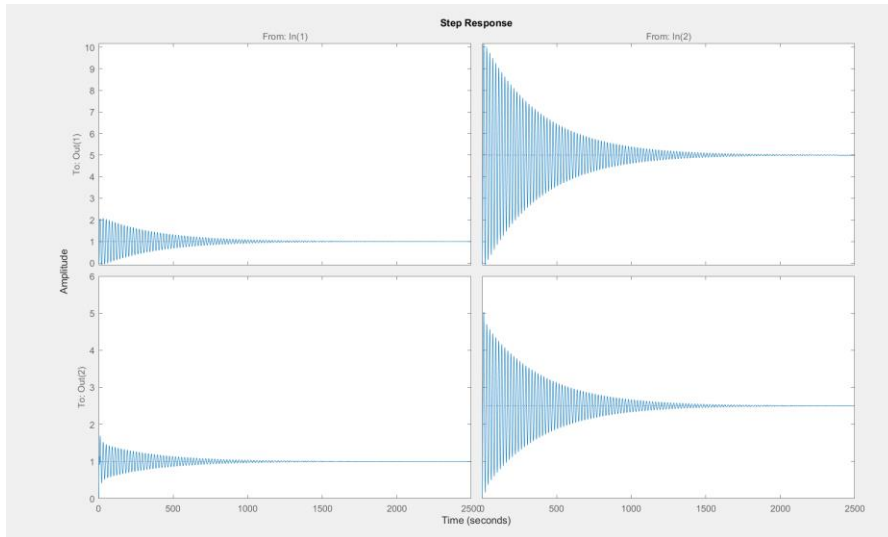 Step Response
From: In(1)
From: In(2)
10
9
8
7
6
5
4
3
2
1
0
To: Out(1)
6
5
4
3
2
1
0
To: Out(2)
Amplitude
0 500 1000 1500 2000 2500 0 500 1000 1500 2000 2500
Time (seconds)